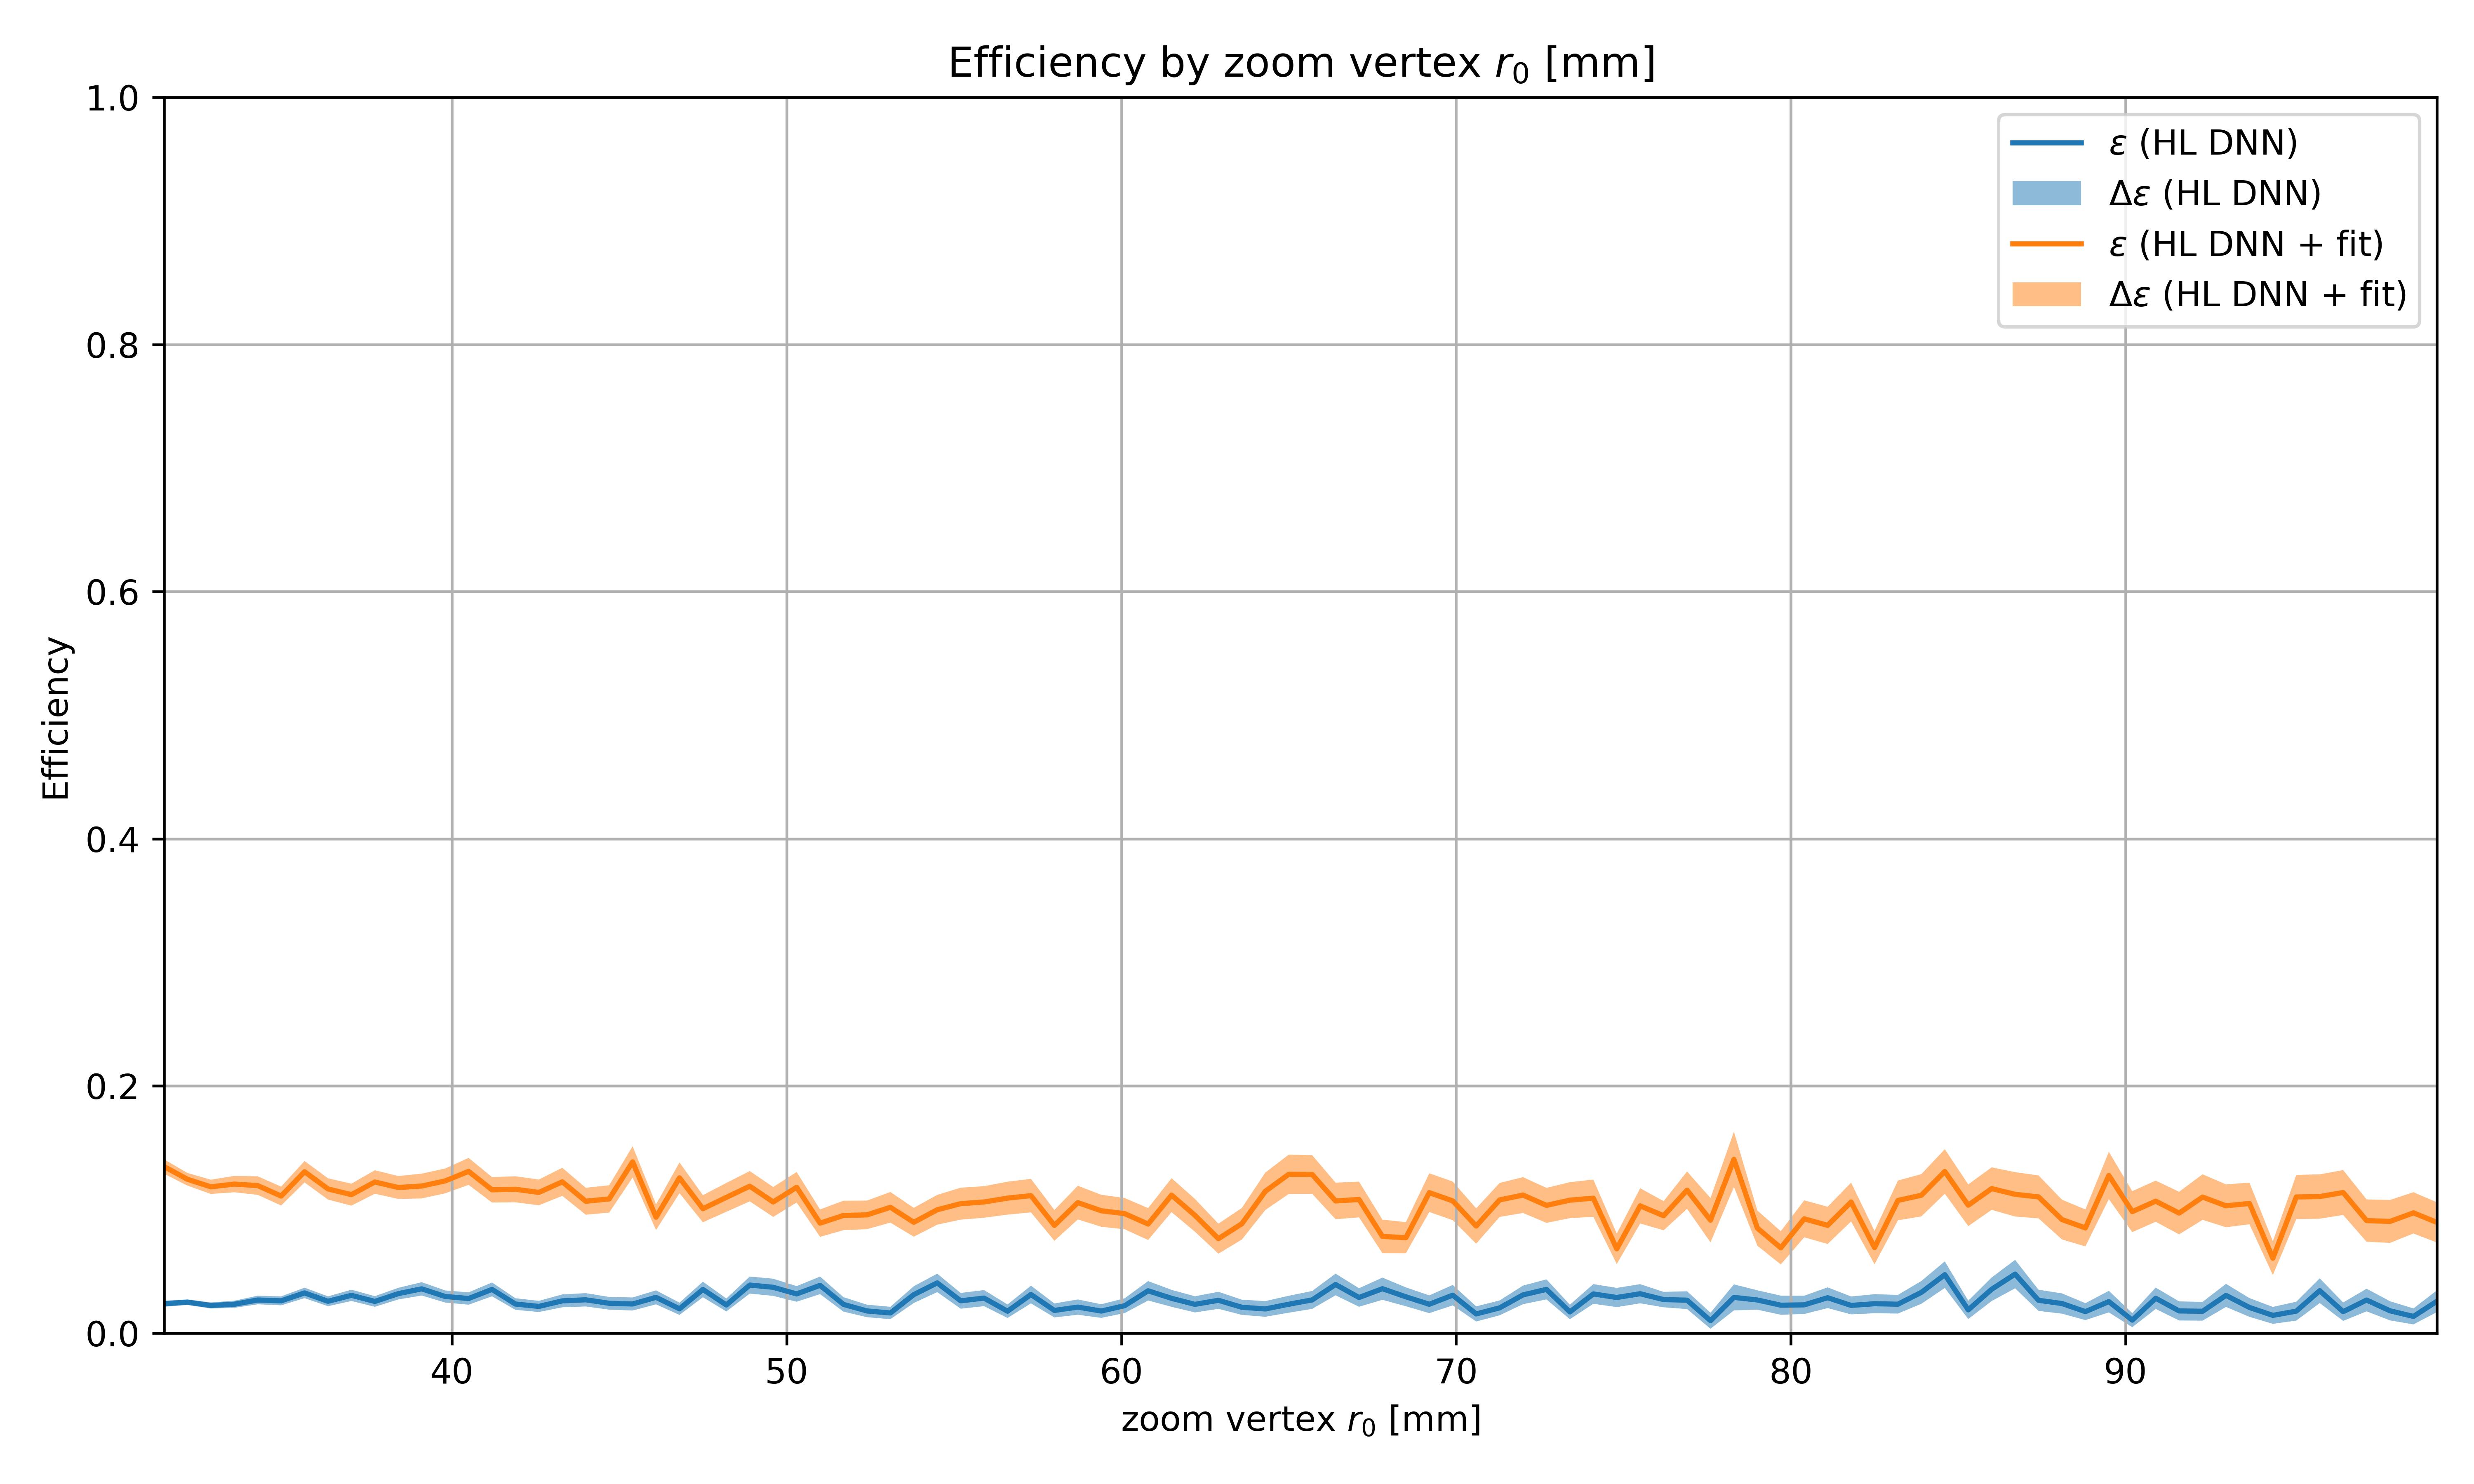 Efficiency by zoom vertex r₀ [mm]
1.0
0.8
0.6
0.4
0.2
0.0
Efficiency
ε (HL DNN)
Δε (HL DNN)
ε (HL DNN + fit)
Δε (HL DNN + fit)
40 50 60 70 80 90
zoom vertex r₀ [mm]